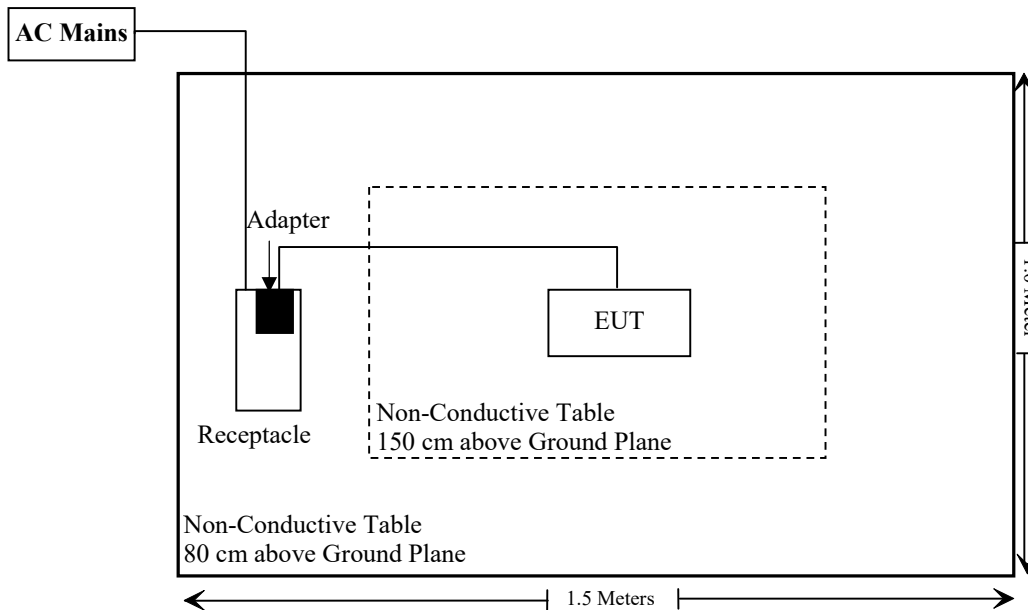 AC Mains
Adapter
EUT
Non-Conductive Table
150 cm above Ground Plane
Receptacle
Non-Conductive Table
80 cm above Ground Plane
1.5 Meters